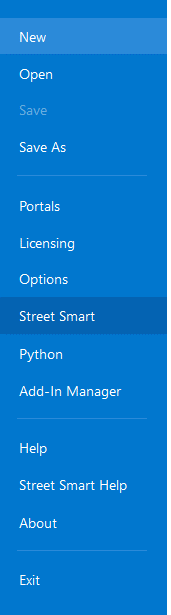 New
Open
Save
Save As
Portals
Licensing
Options
Street Smart
Python
Add-In Manager
Help
Street Smart Help
About
Exit